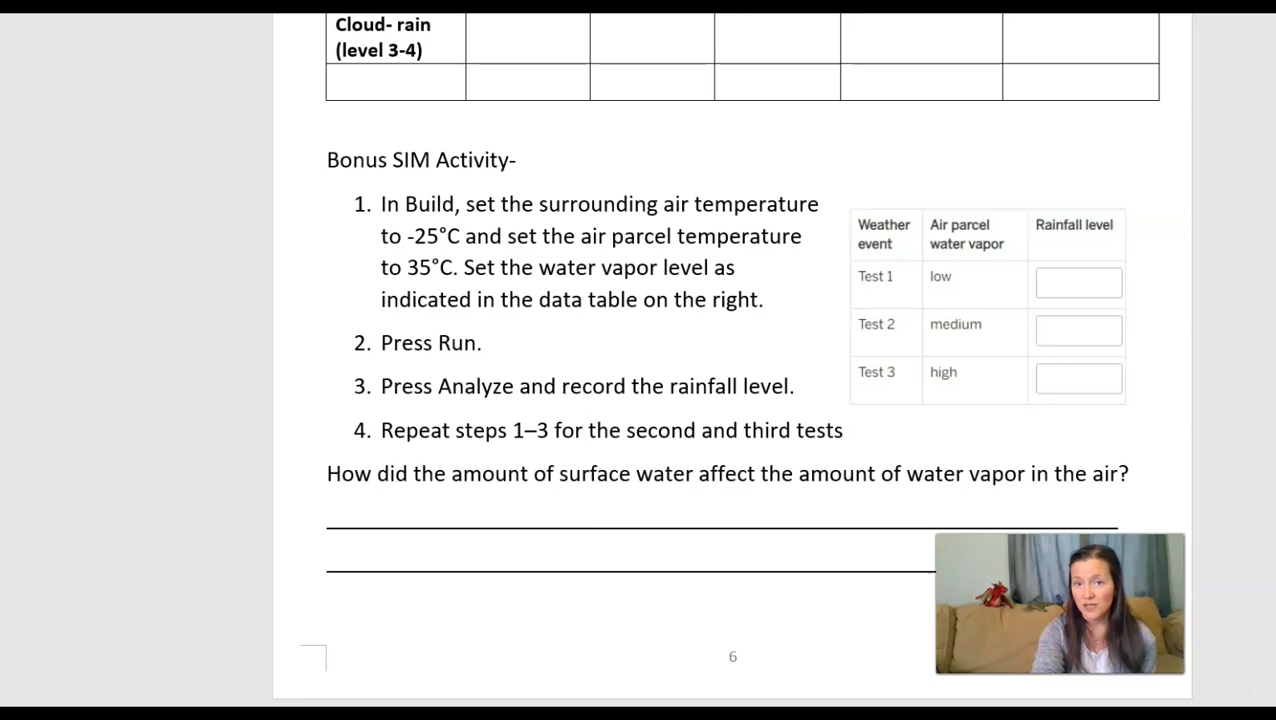 Cloud- rain
(level 3-4)
Bonus SIM Activity-
1. In Build, set the surrounding air temperature
to -25°C and set the air parcel temperature
to 35°C. Set the water vapor level as
indicated in the data table on the right.
2. Press Run.
3. Press Analyze and record the rainfall level.
4. Repeat steps 1–3 for the second and third tests
Weather event Air parcel water vapor Rainfall level
Test 1 low
Test 2 medium
Test 3 high
How did the amount of surface water affect the amount of water vapor in the air?
6